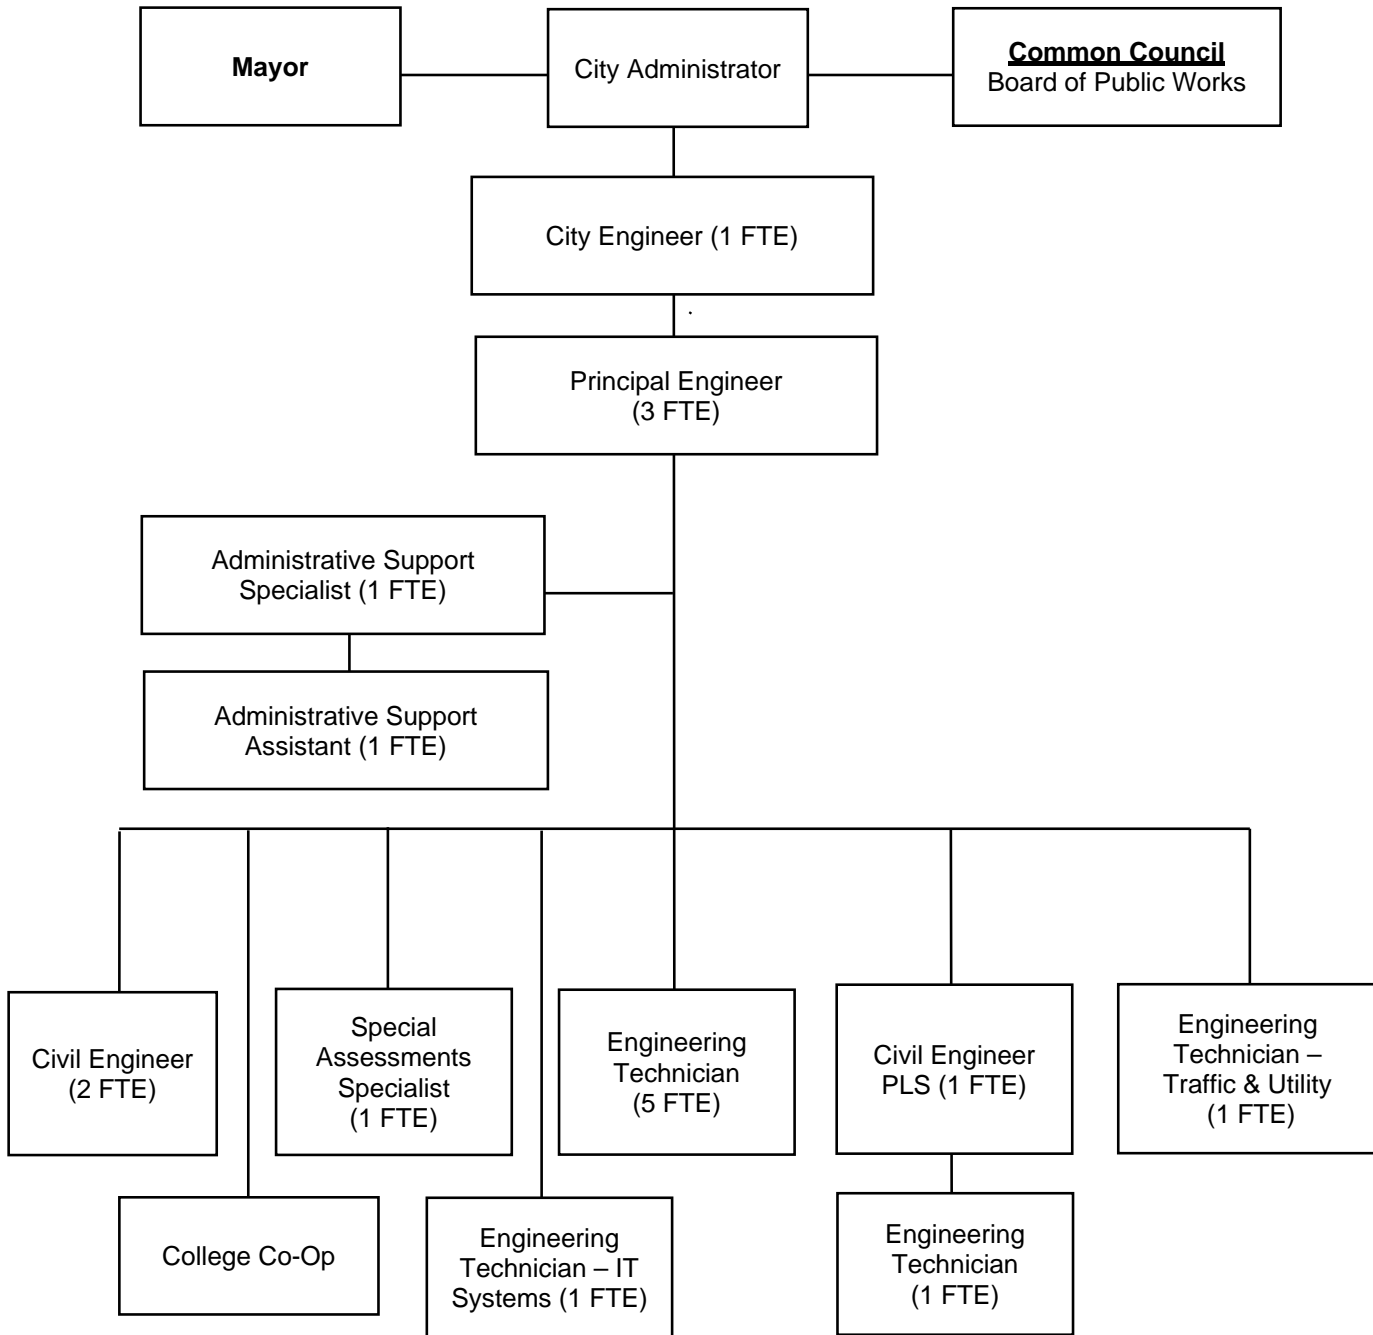 Mayor
City Administrator
Common Council
Board of Public Works
City Engineer (1 FTE)
.
Principal Engineer
(3 FTE)
Administrative Support
Specialist (1 FTE)
Administrative Support
Assistant (1 FTE)
Civil Engineer
(2 FTE)
Special
Assessments
Specialist
(1 FTE)
Engineering
Technician
(5 FTE)
Civil Engineer
PLS (1 FTE)
Engineering
Technician –
Traffic & Utility
(1 FTE)
College Co-Op
Engineering
Technician – IT
Systems (1 FTE)
Engineering
Technician
(1 FTE)